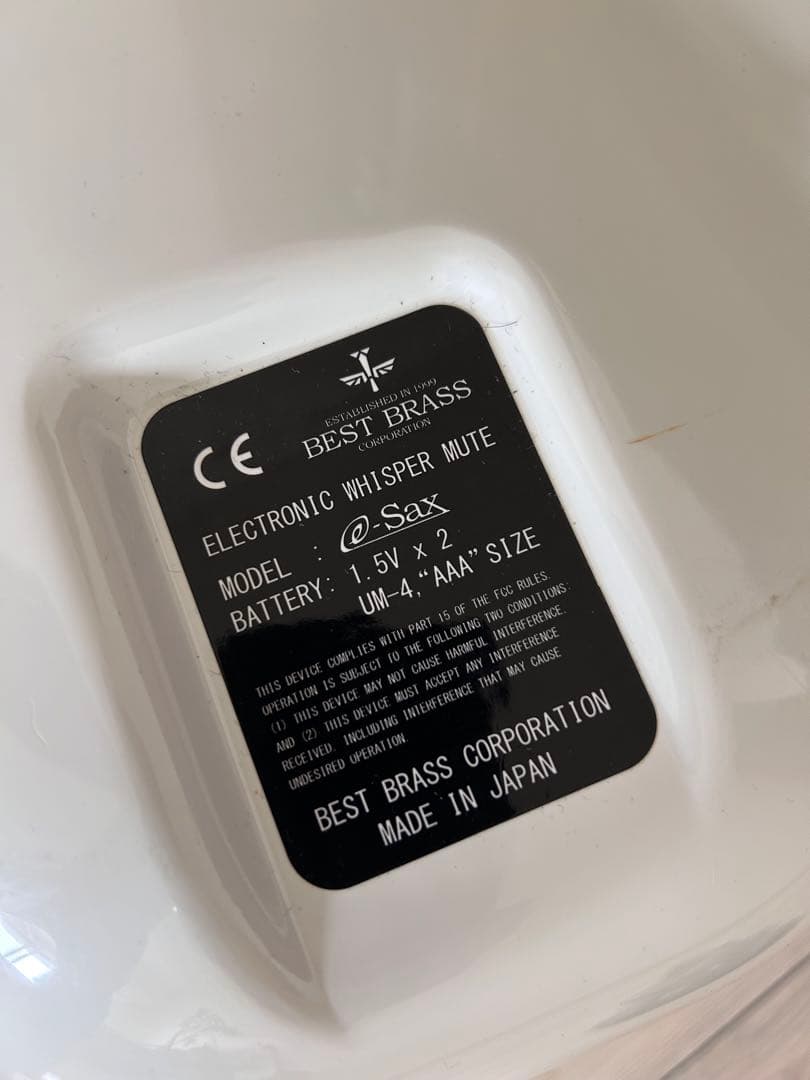 ESTABLISHED IN 1999
BEST BRASS
CORPORATION
CE
ELECTRONIC WHISPER MUTE
MODEL : e-Sax
BATTERY: 1.5V x 2
UM-4,"AAA" SIZE
THIS DEVICE COMPLIES WITH PART 15 OF THE FCC RULES.
OPERATION IS SUBJECT TO THE FOLLOWING TWO CONDITIONS:
(1) THIS DEVICE MAY NOT CAUSE HARMFUL INTERFERENCE.
AND (2) THIS DEVICE MUST ACCEPT ANY INTERFERENCE
RECEIVED. INCLUDING INTERFERENCE THAT MAY CAUSE
UNDESIRED OPERATION
BEST BRASS CORPORATION
MADE IN JAPAN